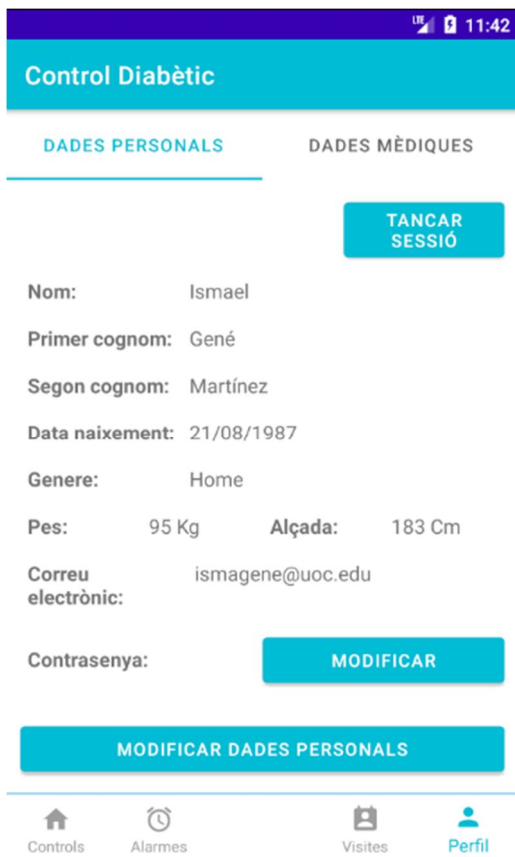 LTE 11:42
Control Diabètic
DADES PERSONALS DADES MÈDIQUES
TANCAR
SESSIÓ
Nom: Ismael
Primer cognom: Gené
Segon cognom: Martínez
Data naixement: 21/08/1987
Genere: Home
Pes: 95 Kg Alçada: 183 Cm
Correu
electrònic: ismagene@uoc.edu
Contrasenya: MODIFICAR
MODIFICAR DADES PERSONALS
Controls Alarmes Visites Perfil